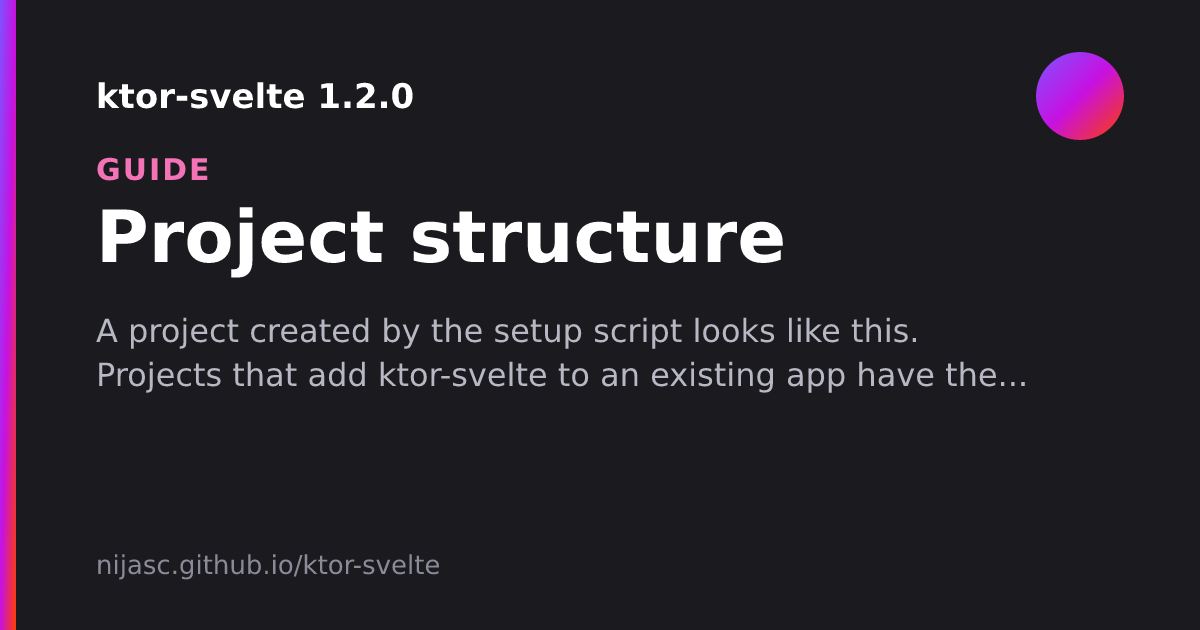 ktor-svelte 1.2.0
GUIDE
Project structure
A project created by the setup script looks like this.
Projects that add ktor-svelte to an existing app have the...
nijasc.github.io/ktor-svelte